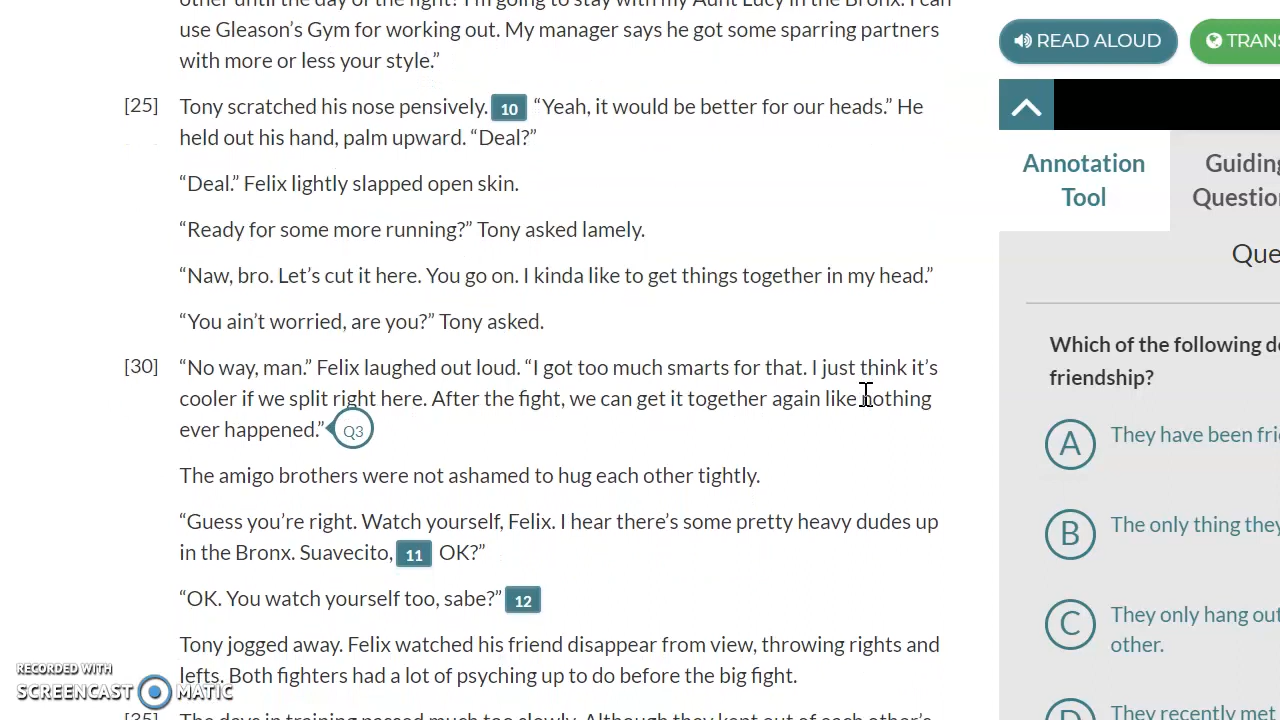 use Gleason's Gym for working out. My manager says he got some sparring partners
with more or less your style.”
[25] Tony scratched his nose pensively. 10 “Yeah, it would be better for our heads.” He
held out his hand, palm upward. “Deal?”
“Deal.” Felix lightly slapped open skin.
“Ready for some more running?” Tony asked lamely.
“Naw, bro. Let’s cut it here. You go on. I kinda like to get things together in my head.”
“You ain’t worried, are you?” Tony asked.
[30] “No way, man.” Felix laughed out loud. “I got too much smarts for that. I just think it’s
cooler if we split right here. After the fight, we can get it together again like nothing
ever happened.” Q3
The amigo brothers were not ashamed to hug each other tightly.
“Guess you’re right. Watch yourself, Felix. I hear there’s some pretty heavy dudes up
in the Bronx. Suavecito, 11 OK?”
“OK. You watch yourself too, sabe?” 12
Tony jogged away. Felix watched his friend disappear from view, throwing rights and
lefts. Both fighters had a lot of psyching up to do before the big fight.
READ ALOUD
TRANS
Annotation
Tool
Guiding
Question
Que
Which of the following de
friendship?
A They have been frie
B The only thing they
C They only hang out
other.
They recently met
RECORDED WITH
SCREENCAST MATIC